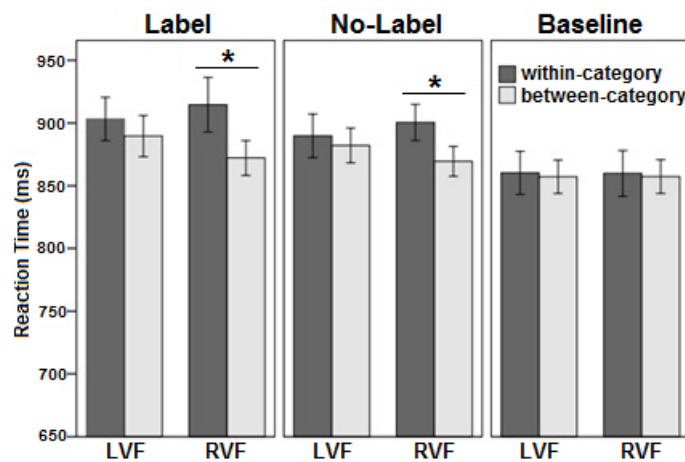 Label No-Label Baseline
Reaction Time (ms)
950
900
850
800
750
700
650
*
*
within-category
between-category
LVF RVF LVF RVF LVF RVF